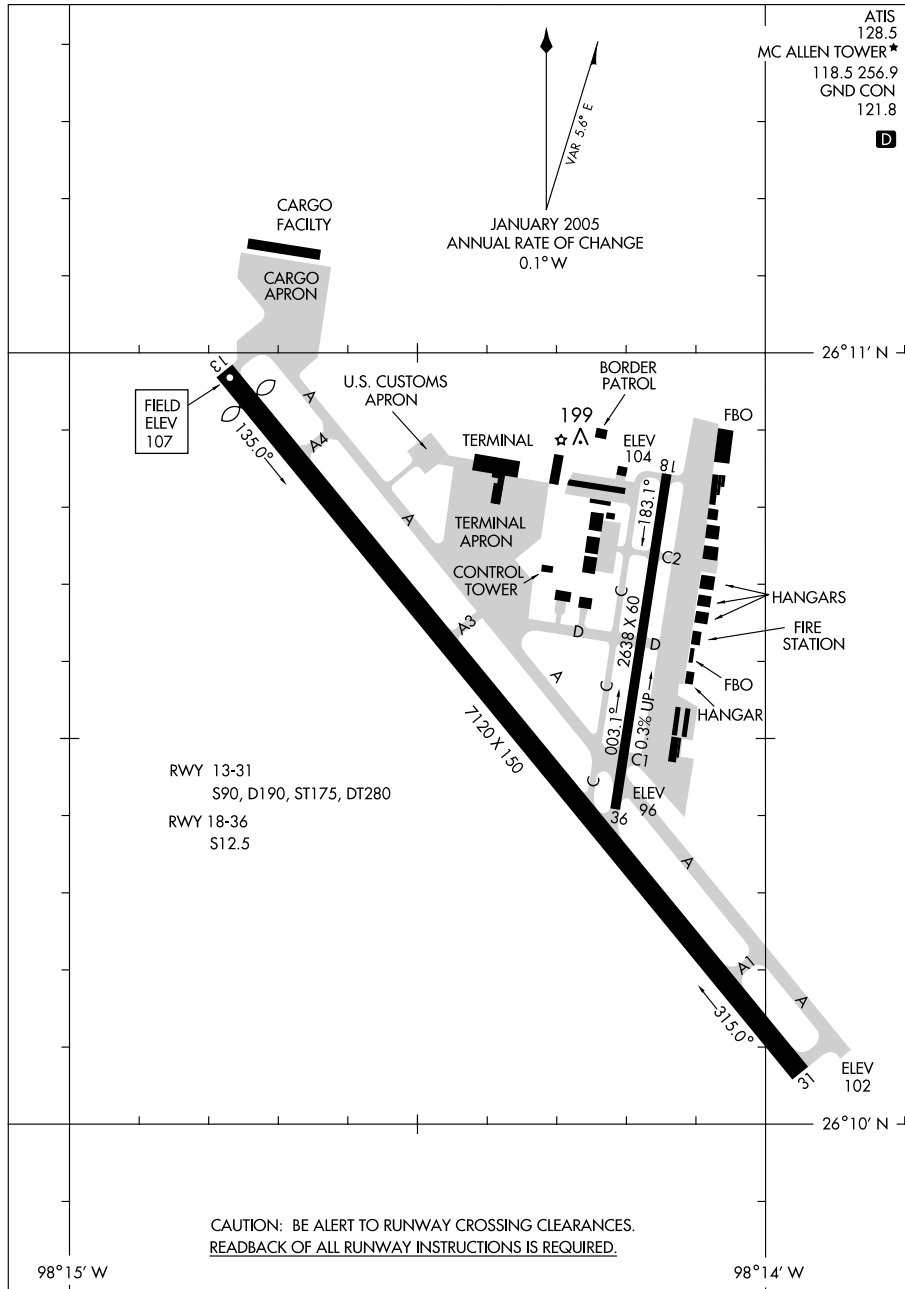 ATIS
128.5
MC ALLEN TOWER★
118.5 256.9
GND CON
121.8
D
VAR 5.6° E
JANUARY 2005
ANNUAL RATE OF CHANGE
0.1° W
CARGO
FACILTY
CARGO
APRON
26°11' N
13
FIELD
ELEV
107
135.0°
A
A4
U.S. CUSTOMS
APRON
TERMINAL
199
BORDER
PATROL
ELEV
104
18
FBO
183.1°
A
TERMINAL
APRON
CONTROL
TOWER
C2
C
2638 X 60
HANGARS
A3
D
D
FIRE
STATION
A
C
FBO
HANGAR
003.1°
0.3% UP
7120 X 150
C1
C
ELEV
96
36
RWY 13-31
S90, D190, ST175, DT280
RWY 18-36
S12.5
A
A1
A
315.0°
31
ELEV
102
26°10' N
CAUTION: BE ALERT TO RUNWAY CROSSING CLEARANCES.
READBACK OF ALL RUNWAY INSTRUCTIONS IS REQUIRED.
98°15' W
98°14' W